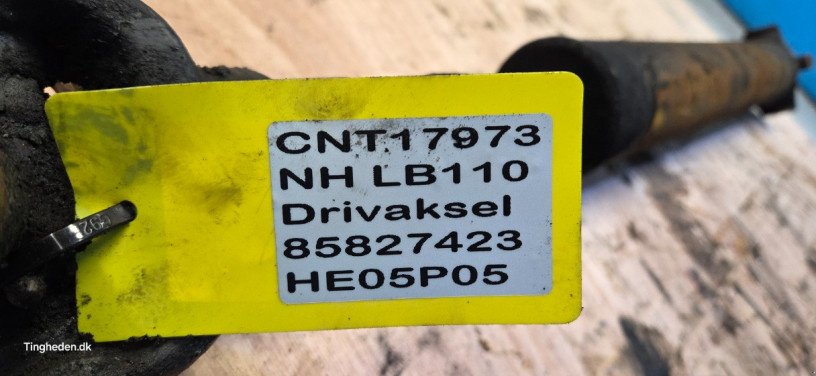 CNT17973
NH LB110
Drivaksel
85827423
HE05P05
Tingheden.dk